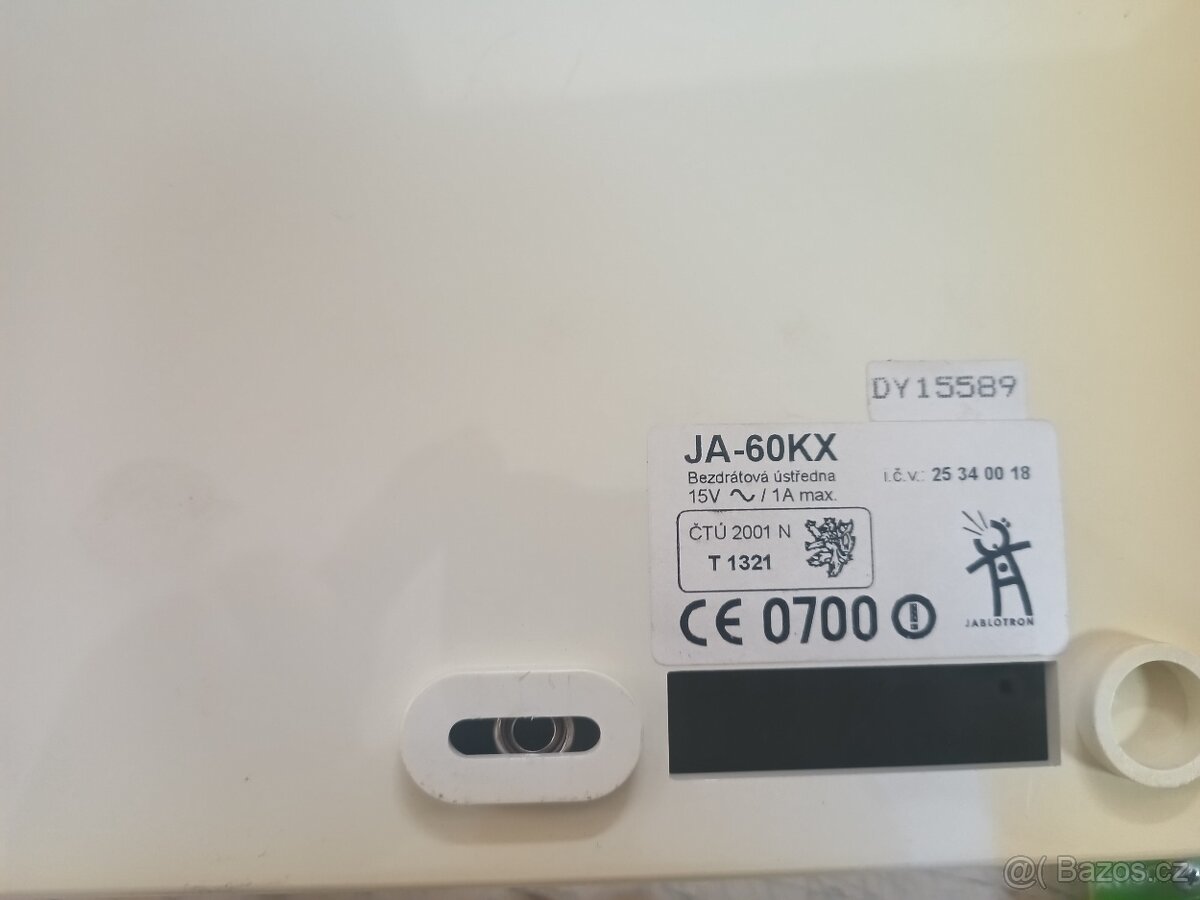 DY15589
JA-60KX
Bezdrátová ústředna
i.č.v.: 25 34 00 18
15V ∿ / 1A max.
ČTÚ 2001 N
T 1321
CE 0700
JABLOTRON
@( Bazos.cz